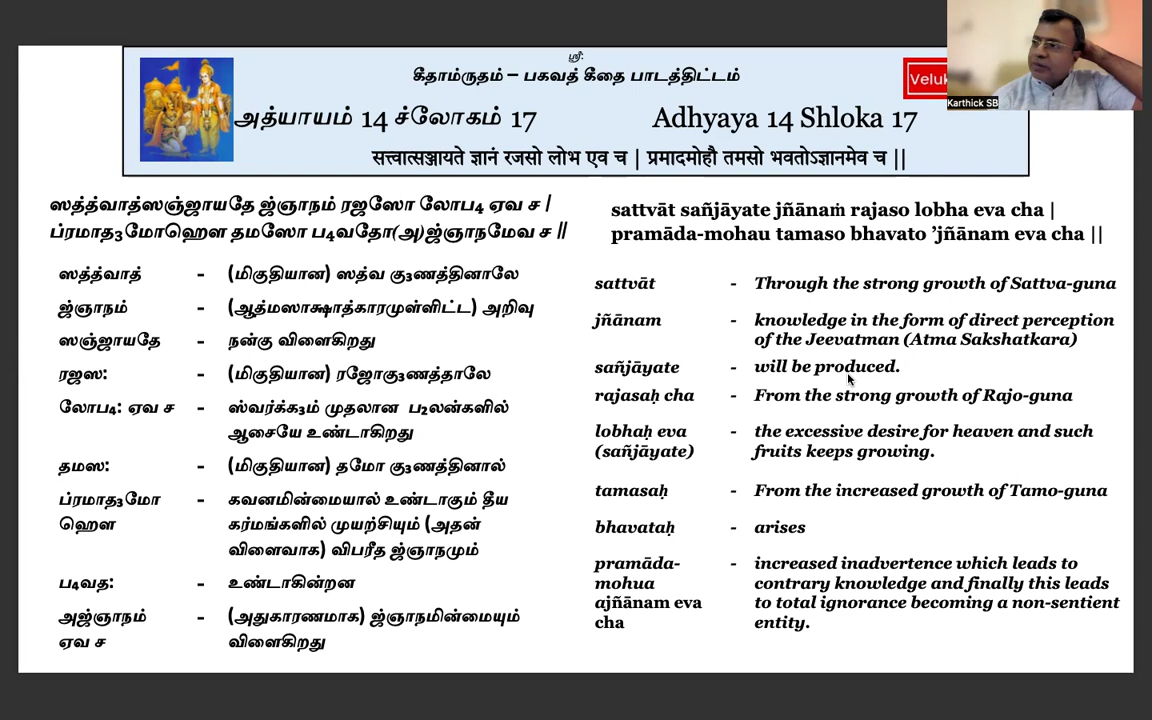 ஸ்ரீ:
கீதாம்ருதம் – பகவத் கீதை பாடத்திட்டம்
Veluk
Karthick SB
அத்யாயம் 14 ச்லோகம் 17 Adhyaya 14 Shloka 17
सत्त्वात्सञ्जायते ज्ञानं रजसो लोभ एव च | प्रमादमोहौ तमसो भवतोऽज्ञानमेव च ||
ஸத்த்வாத்ஸஞ்ஜாயதே ஜ்ஞாநம் ரஜஸோ லோப4 ஏவ ச |
ப்ரமாத3மோஹௌ தமஸோ ப4வதோ(அ)ஜ்ஞாநமேவ ச ||
ஸத்த்வாத் - (மிகுதியான) ஸத்வ கு3ணத்தினாலே
ஜ்ஞாநம் - (ஆத்மஸாக்ஷாத்காரமுள்ளிட்ட) அறிவு
ஸஞ்ஜாயதே - நன்கு விளைகிறது
ரஜஸ: - (மிகுதியான) ரஜோகு3ணத்தாலே
லோப4: ஏவ ச - ஸ்வர்க்க3ம் முதலான ப2லன்களில்
ஆசையே உண்டாகிறது
தமஸ: - (மிகுதியான) தமோ கு3ணத்தினால்
ப்ரமாத3மோ - கவனமின்மையால் உண்டாகும் தீய
ஹௌ கர்மங்களில் முயற்சியும் (அதன்
விளைவாக) விபரீத ஜ்ஞாநமும்
ப4வத: - உண்டாகின்றன
அஜ்ஞாநம் - (அதுகாரணமாக) ஜ்ஞாநமின்மையும்
ஏவ ச விளைகிறது
sattvāt sañjāyate jñānaṁ rajaso lobha eva cha |
pramāda-mohau tamaso bhavato ’jñānam eva cha ||
sattvāt - Through the strong growth of Sattva-guna
jñānam - knowledge in the form of direct perception
of the Jeevatman (Atma Sakshatkara)
sañjāyate - will be produced.
rajasaḥ cha - From the strong growth of Rajo-guna
lobhaḥ eva - the excessive desire for heaven and such
(sañjāyate) fruits keeps growing.
tamasaḥ - From the increased growth of Tamo-guna
bhavataḥ - arises
pramāda- - increased inadvertence which leads to
mohua contrary knowledge and finally this leads
ajñānam eva to total ignorance becoming a non-sentient
cha entity.